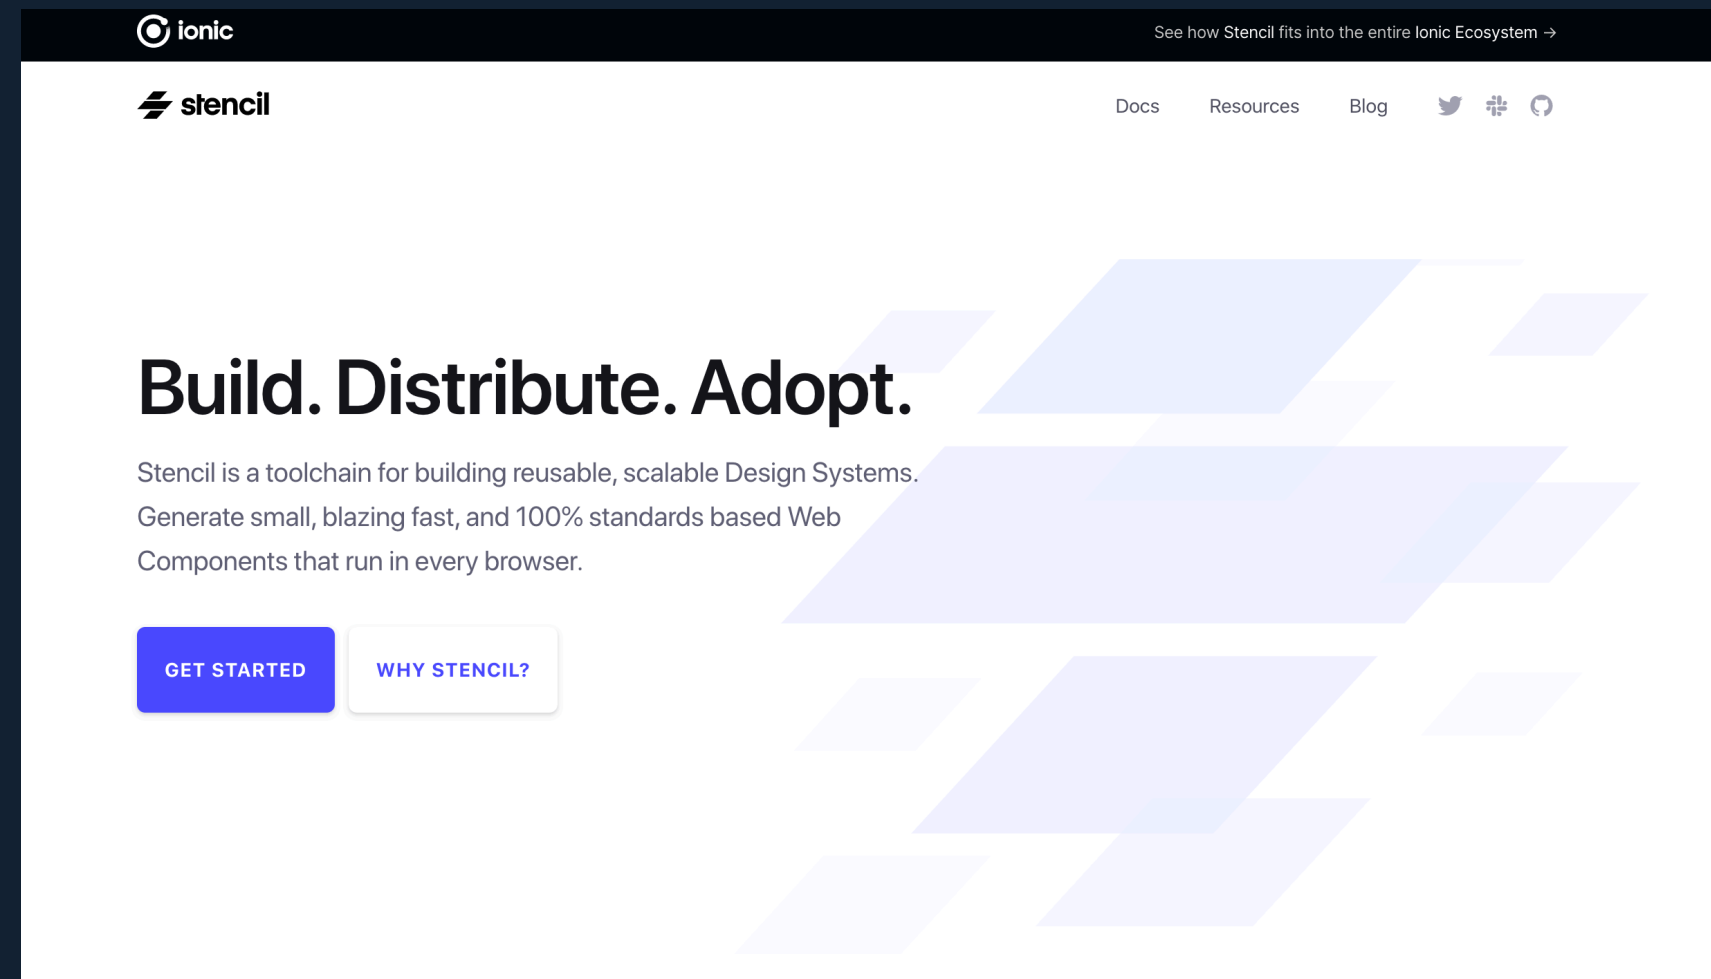 ionic
See how Stencil fits into the entire Ionic Ecosystem →
stencil
Docs
Resources
Blog
Build. Distribute. Adopt.
Stencil is a toolchain for building reusable, scalable Design Systems.
Generate small, blazing fast, and 100% standards based Web
Components that run in every browser.
GET STARTED
WHY STENCIL?